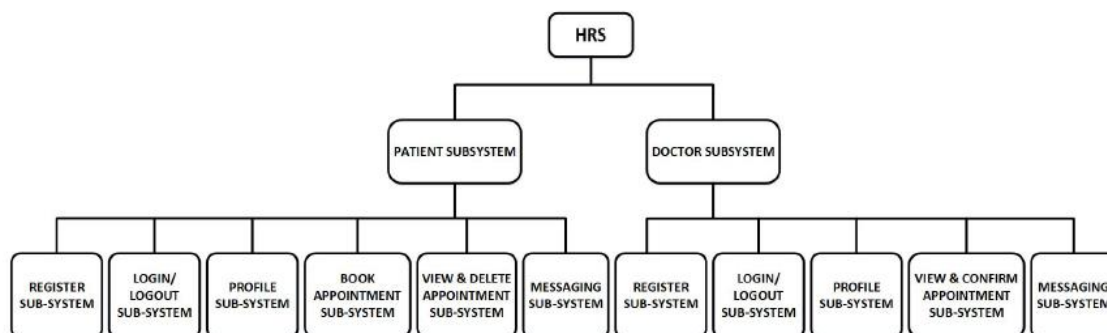 HRS
PATIENT SUBSYSTEM
DOCTOR SUBSYSTEM
REGISTER
SUB-SYSTEM
LOGIN/
LOGOUT
SUB-SYSTEM
PROFILE
SUB-SYSTEM
BOOK
APPOINTMENT
SUB-SYSTEM
VIEW & DELETE
APPOINTMENT
SUB-SYSTEM
MESSAGING
SUB-SYSTEM
REGISTER
SUB-SYSTEM
LOGIN/
LOGOUT
SUB-SYSTEM
PROFILE
SUB-SYSTEM
VIEW & CONFIRM
APPOINTMENT
SUB-SYSTEM
MESSAGING
SUB-SYSTEM